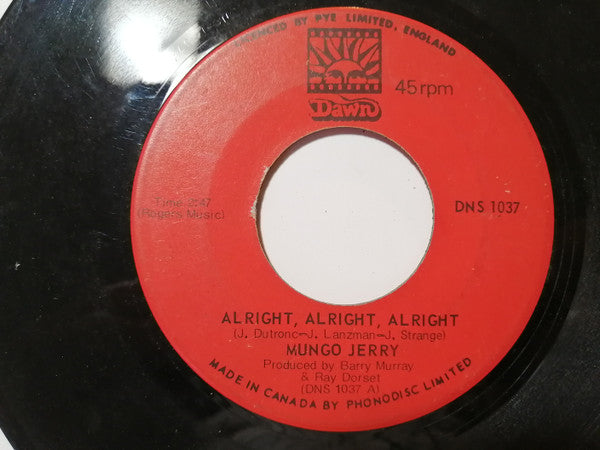 LICENCED BY PYE LIMITED, ENGLAND
Dawn
45 rpm
Time 2:47
(Rogers Music)
DNS 1037
ALRIGHT, ALRIGHT, ALRIGHT
(J. Dutronc-J. Lanzman-J. Strange)
MUNGO JERRY
Produced by Barry Murray
& Ray Dorset
(DNS 1037 A)
MADE IN CANADA BY PHONODISC LIMITED